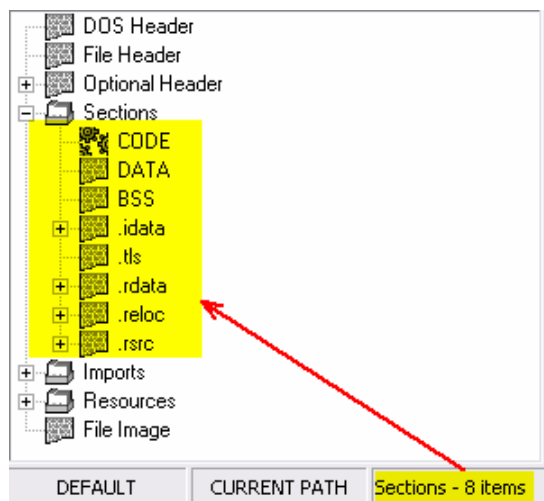 DOS Header
File Header
Optional Header
Sections
CODE
DATA
BSS
.idata
.tls
.rdata
.reloc
.rsrc
Imports
Resources
File Image
DEFAULT CURRENT PATH Sections - 8 items